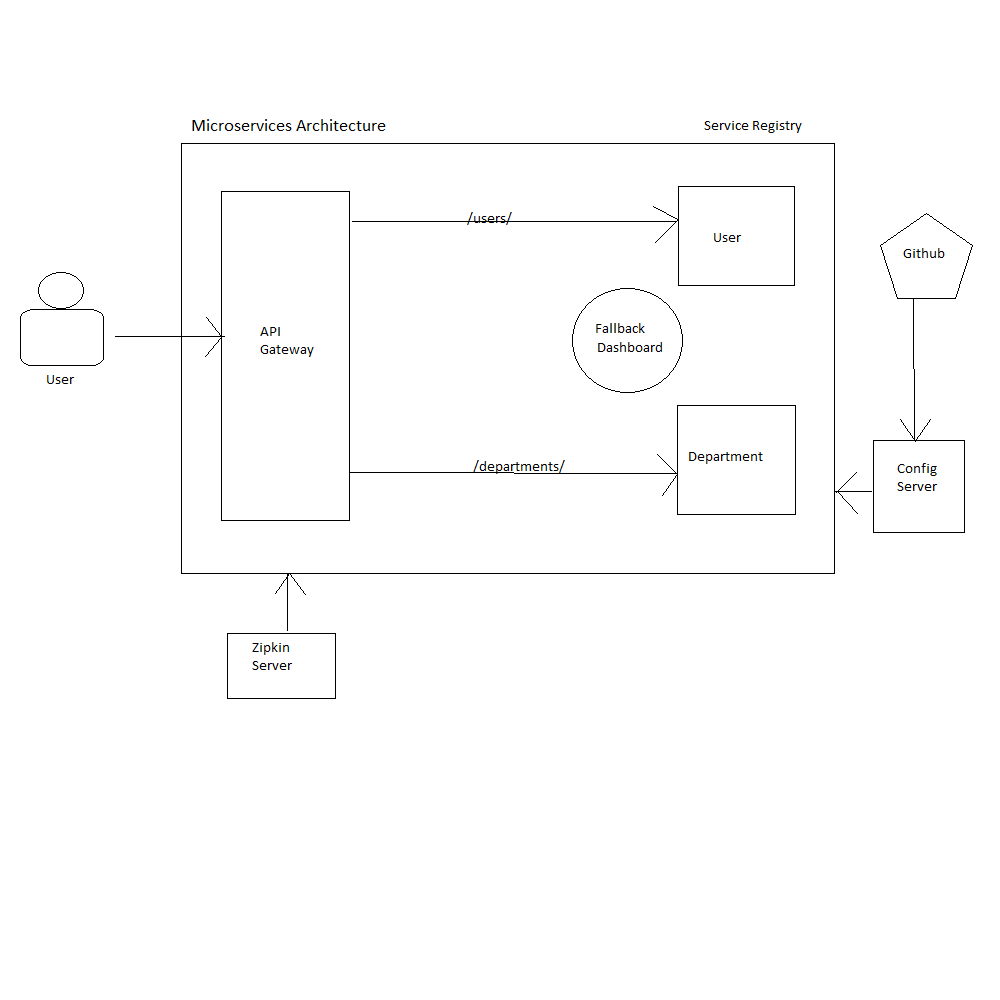 Microservices Architecture
Service Registry
/users/
User
Github
Fallback
Dashboard
API
Gateway
User
/departments/
Department
Config
Server
Zipkin
Server